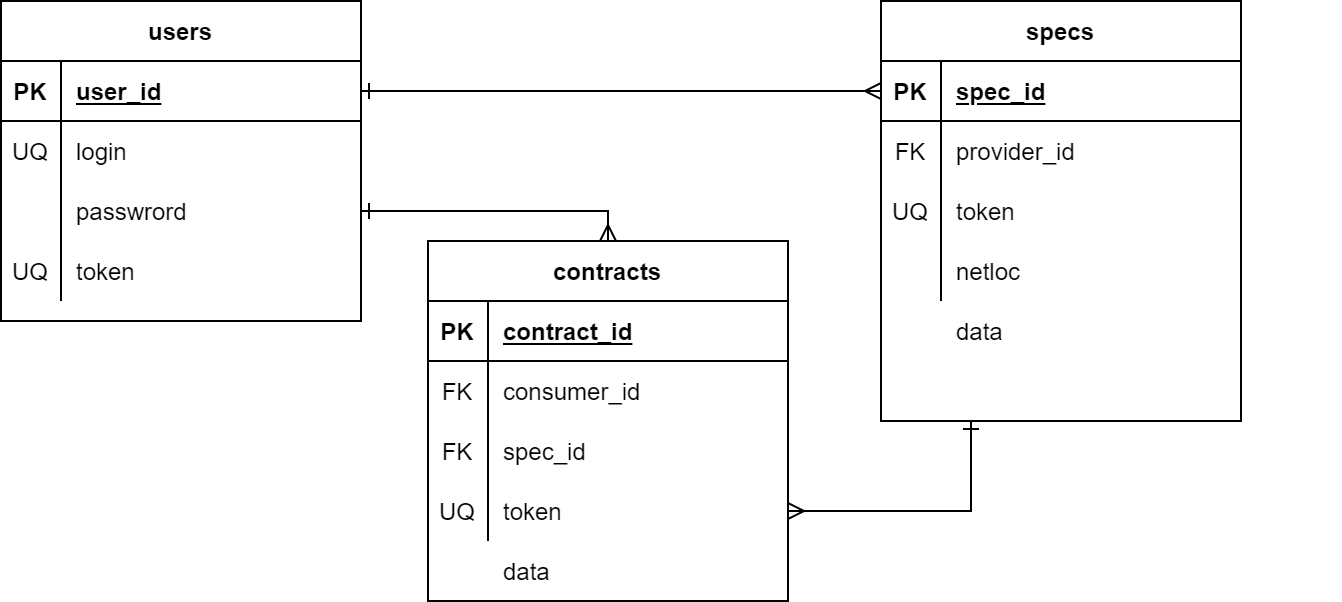 users
PK user_id
UQ login
passwrord
UQ token
specs
PK spec_id
FK provider_id
UQ token
netloc
data
contracts
PK contract_id
FK consumer_id
FK spec_id
UQ token
data